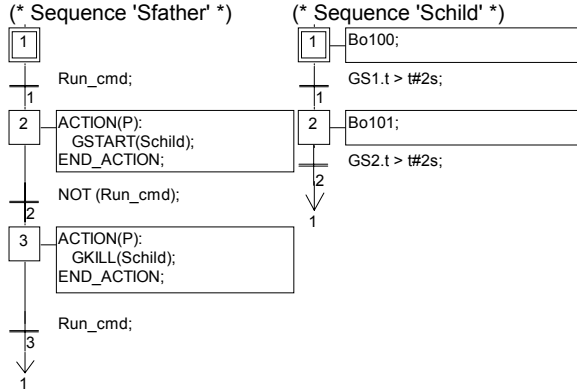 (* Sequence 'Sfather' *)
1
Run_cmd;
1
2
ACTION(P):
GSTART(Schild);
END_ACTION;
NOT (Run_cmd);
2
3
ACTION(P):
GKILL(Schild);
END_ACTION;
Run_cmd;
3
1
(* Sequence 'Schild' *)
1
Bo100;
GS1.t > t#2s;
1
2
Bo101;
GS2.t > t#2s;
2
1